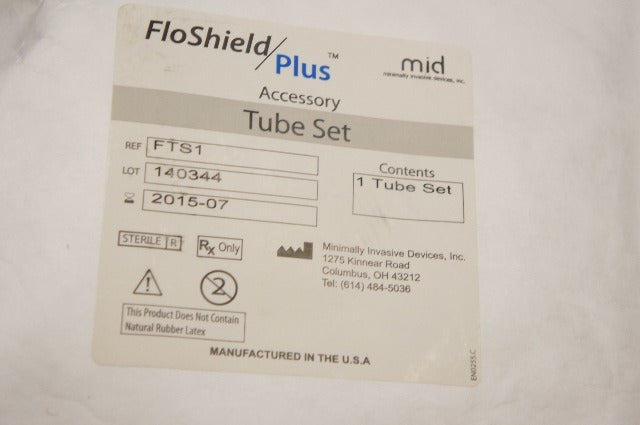 FloShield/Plus™
mid
minimally invasive devices, inc.
Accessory
Tube Set
REF FTS1
LOT 140344
2015-07
Contents
1 Tube Set
STERILE R
Rx Only
Minimally Invasive Devices, Inc.
1275 Kinnear Road
Columbus, OH 43212
Tel: (614) 484-5036
2
This Product Does Not Contain
Natural Rubber Latex
MANUFACTURED IN THE U.S.A
EN0255.C